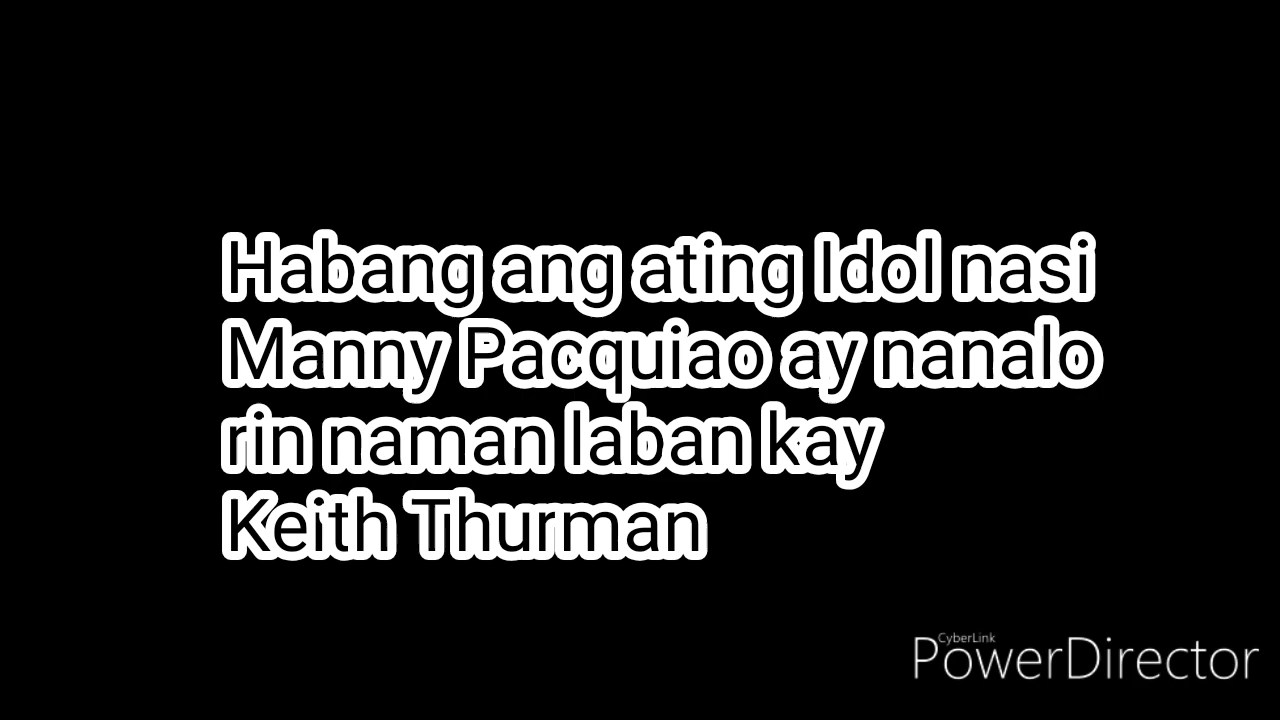 Habang ang ating Idol nasi
Manny Pacquiao ay nanalo
rin naman laban kay
Keith Thurman
CyberLink
PowerDirector